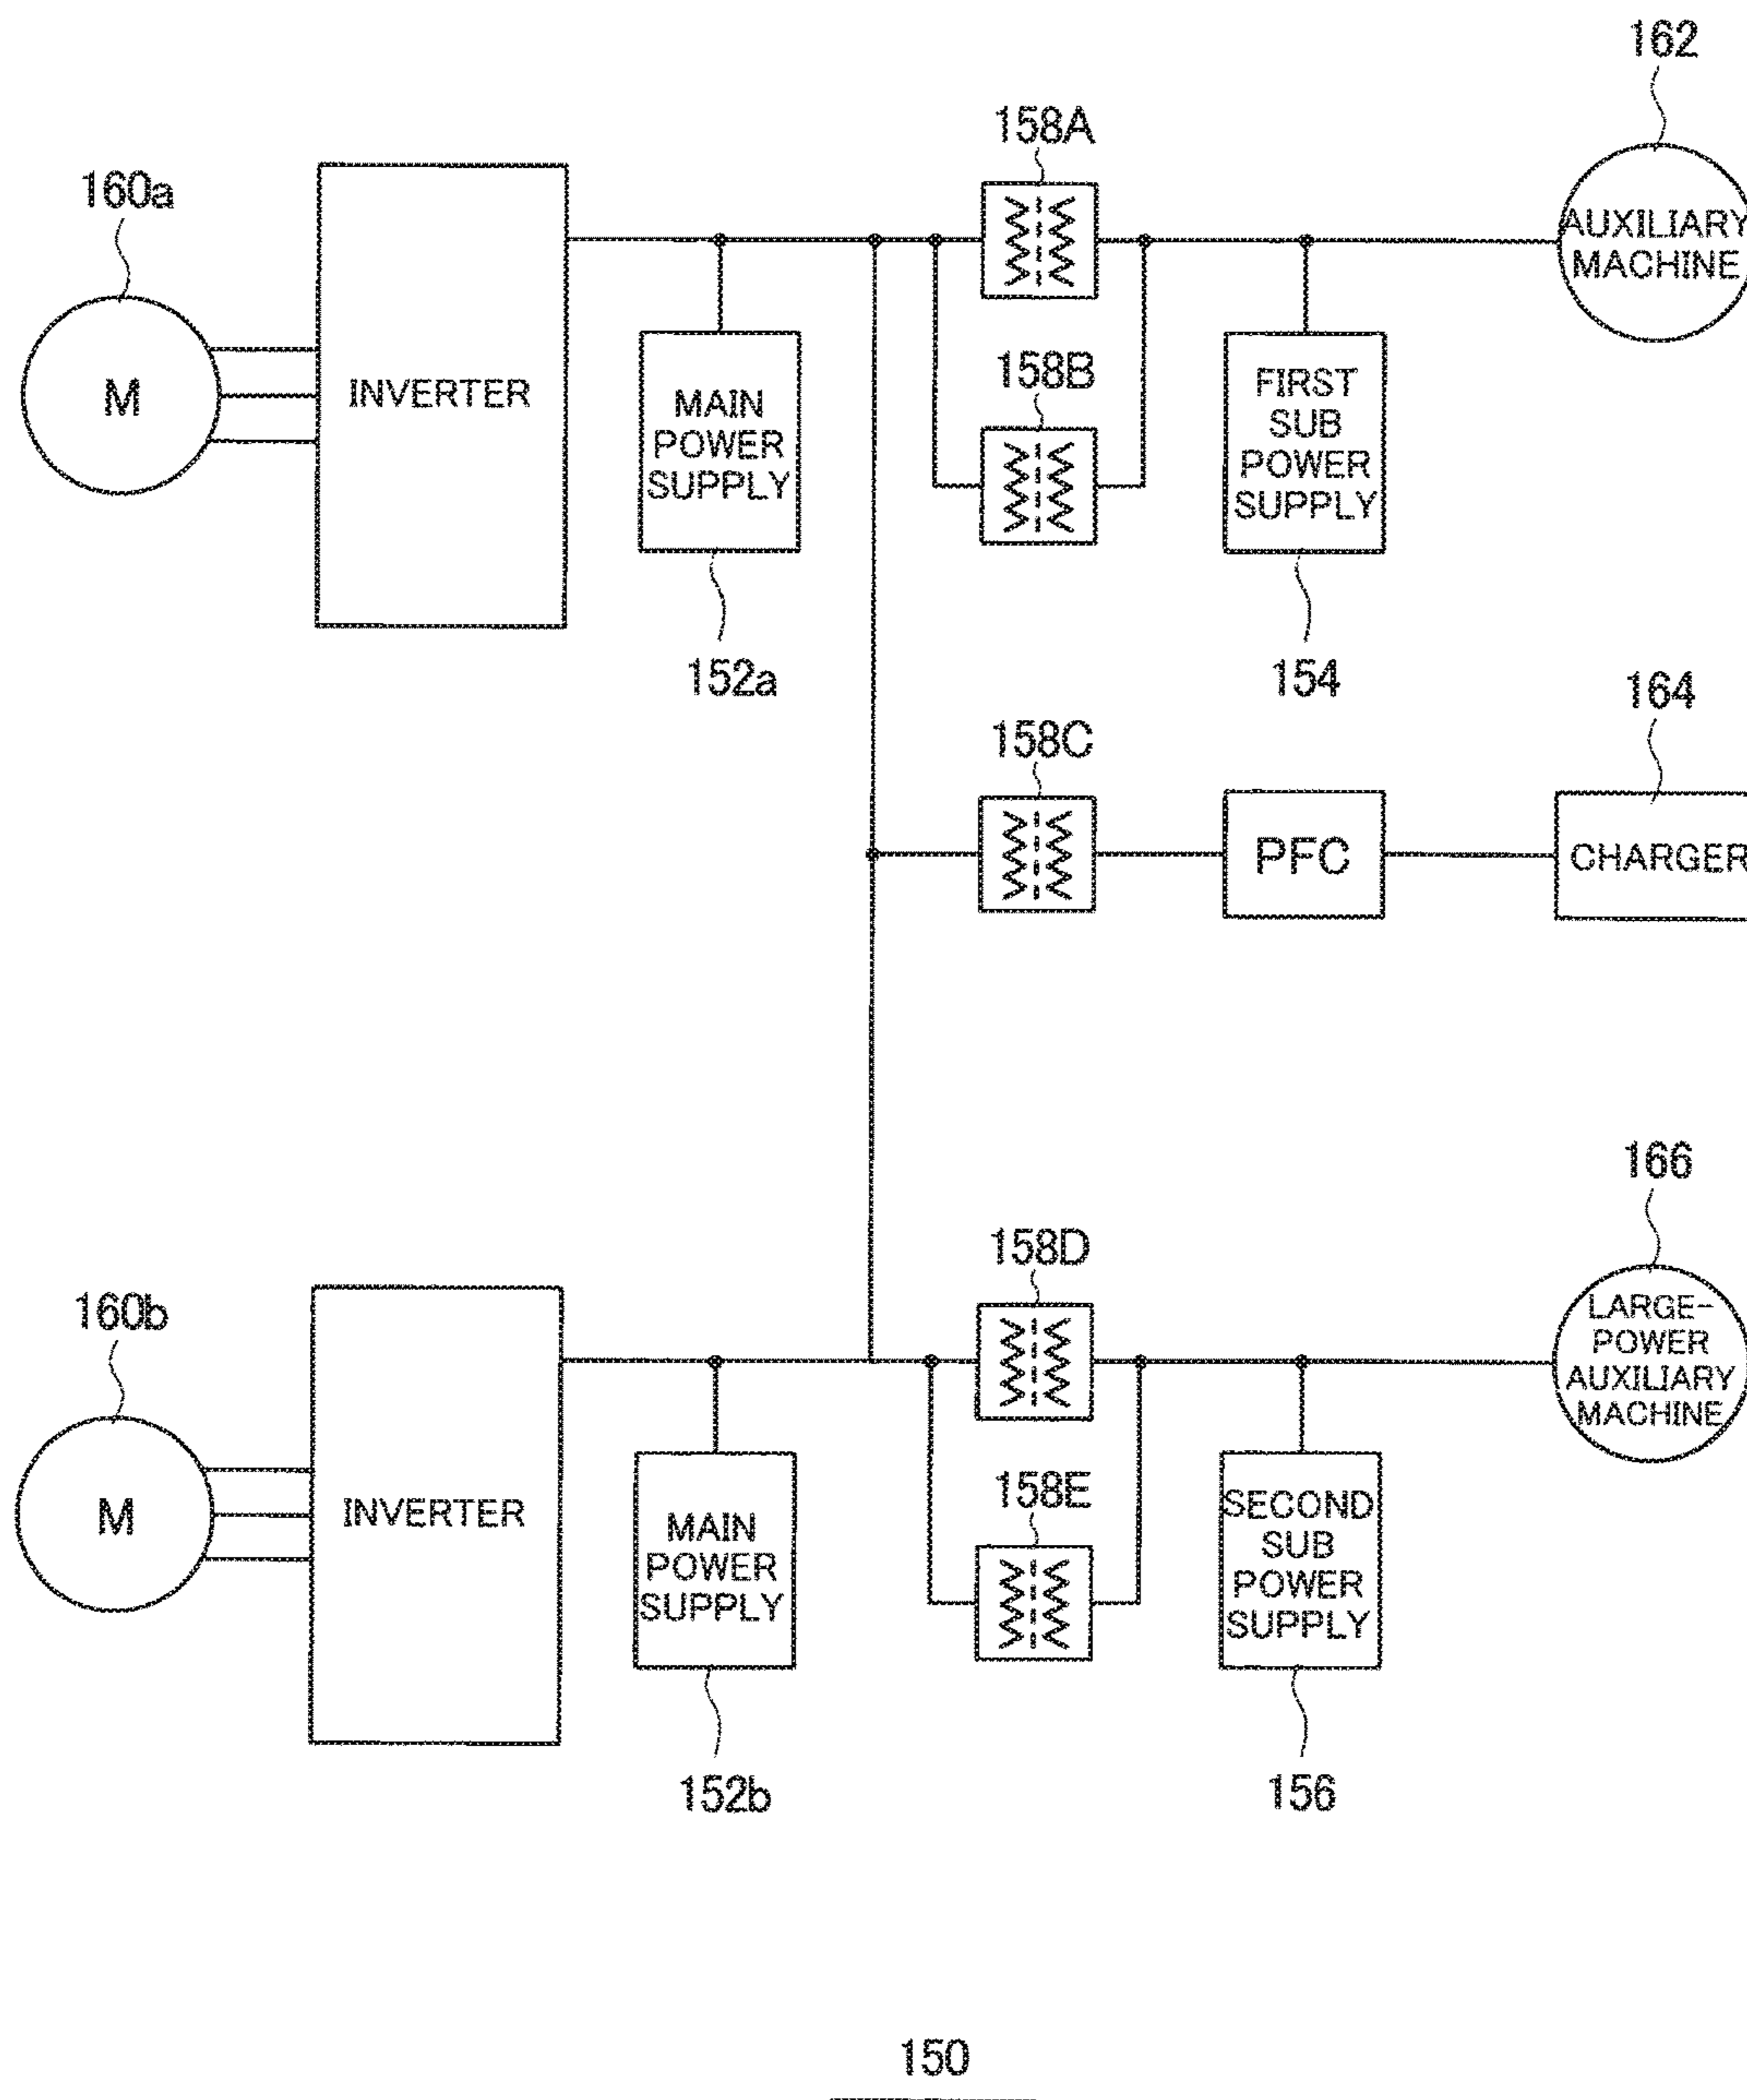 162
158A
160a
AUXILIARY
MACHINE
158B
M
INVERTER
MAIN
POWER
SUPPLY
FIRST
SUB
POWER
SUPPLY
152a
154
164
158C
PFC
CHARGER
166
158D
160b
LARGE-
POWER
AUXILIARY
MACHINE
158E
M
INVERTER
MAIN
POWER
SUPPLY
SECOND
SUB
POWER
SUPPLY
152b
156
150